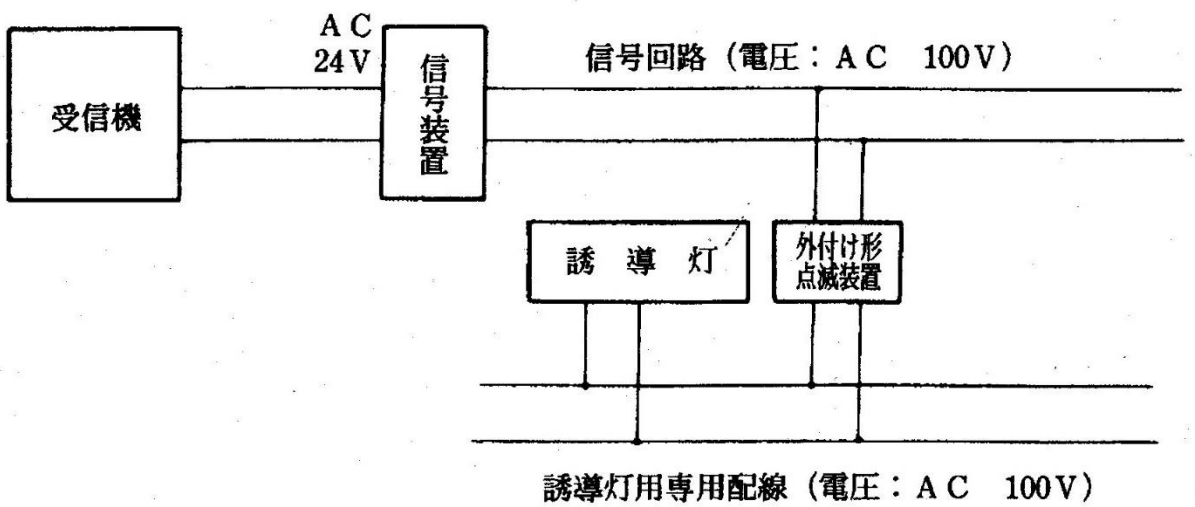 受信機
AC
24V
信号装置
信号回路（電圧：AC 100V）
誘導灯
外付け形
点滅装置
誘導灯用専用配線（電圧：AC 100V）